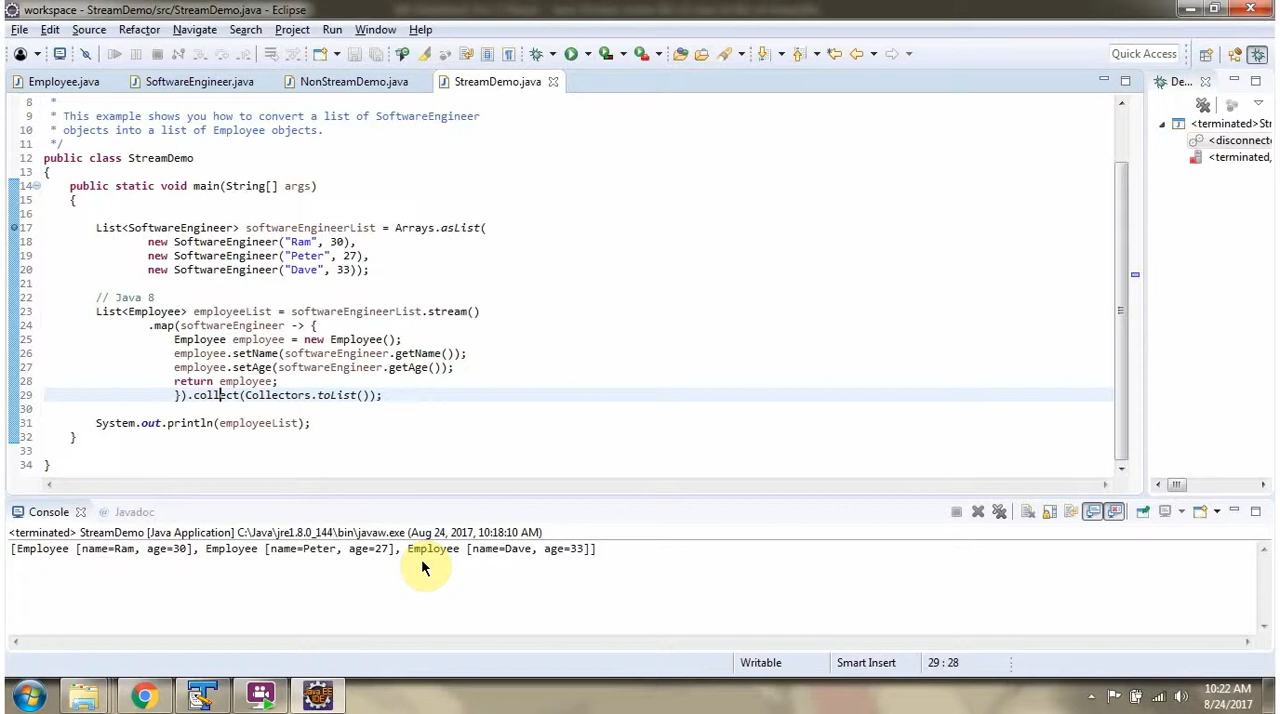 workspace - StreamDemo/src/StreamDemo.java - Eclipse
File Edit Source Refactor Navigate Search Project Run Window Help
Quick Access
Employee.java SoftwareEngineer.java NonStreamDemo.java StreamDemo.java De...
8 *
9 * This example shows you how to convert a list of SoftwareEngineer
10 * objects into a list of Employee objects.
11 */
12 public class StreamDemo
13 {
14 public static void main(String[] args)
15 {
16
17 List<SoftwareEngineer> softwareEngineerList = Arrays.asList(
18 new SoftwareEngineer("Ram", 30),
19 new SoftwareEngineer("Peter", 27),
20 new SoftwareEngineer("Dave", 33));
21
22 // Java 8
23 List<Employee> employeeList = softwareEngineerList.stream()
24 .map(softwareEngineer -> {
25 Employee employee = new Employee();
26 employee.setName(softwareEngineer.getName());
27 employee.setAge(softwareEngineer.getAge());
28 return employee;
29 }).collect(Collectors.toList());
30
31 System.out.println(employeeList);
32 }
33
34 }
<terminated>St
<disconnect
<terminated,
Console Javadoc
<terminated> StreamDemo [Java Application] C:\Java\jre1.8.0_144\bin\javaw.exe (Aug 24, 2017, 10:18:10 AM)
[Employee [name=Ram, age=30], Employee [name=Peter, age=27], Employee [name=Dave, age=33]]
Writable Smart Insert 29 : 28
Java EE
IDE
10:22 AM
8/24/2017